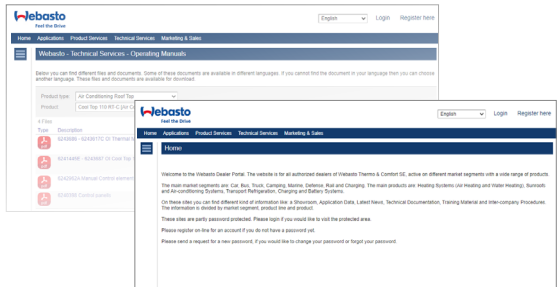 Webasto
Feel the Drive
English
Login
Register here
Home Applications Product Services Technical Services Marketing & Sales
Webasto - Technical Services - Operating Manuals
Below you can find different files and documents. Some of these documents are available in different languages. If you cannot find the document in your language then you can choose
another language. These files and documents are available for download.
Product type: Air Conditioning Roof Top
Product: Cool Top 110 RT-C
4 Files
Type Description
Manual Control element
Control panels
Webasto
Feel the Drive
English
Login
Register here
Home Applications Product Services Technical Services Marketing & Sales
Home
Welcome to the Webasto Dealer Portal. The website is for all authorized dealers of Webasto Thermo & Comfort SE, active on different market segments with a wide range of products.
The main market segments are: Car, Bus, Truck, Camping, Marine, Defense, Rail and Charging. The main products are: Heating Systems (Air Heating and Water Heating), Sunroofs
and Air-conditioning Systems, Transport Refrigeration, Charging and Battery Systems.
On these sites you can find different kind of information like: a Showroom, Application Data, Latest News, Technical Documentation, Training Material and Inter-company Procedures.
The information is divided by market segment, product line and product.
These sites are partly password protected. Please login if you would like to visit the protected area.
Please register on-line for an account if you do not have a password yet.
Please send a request for a new password, if you would like to change your password or forgot your password.